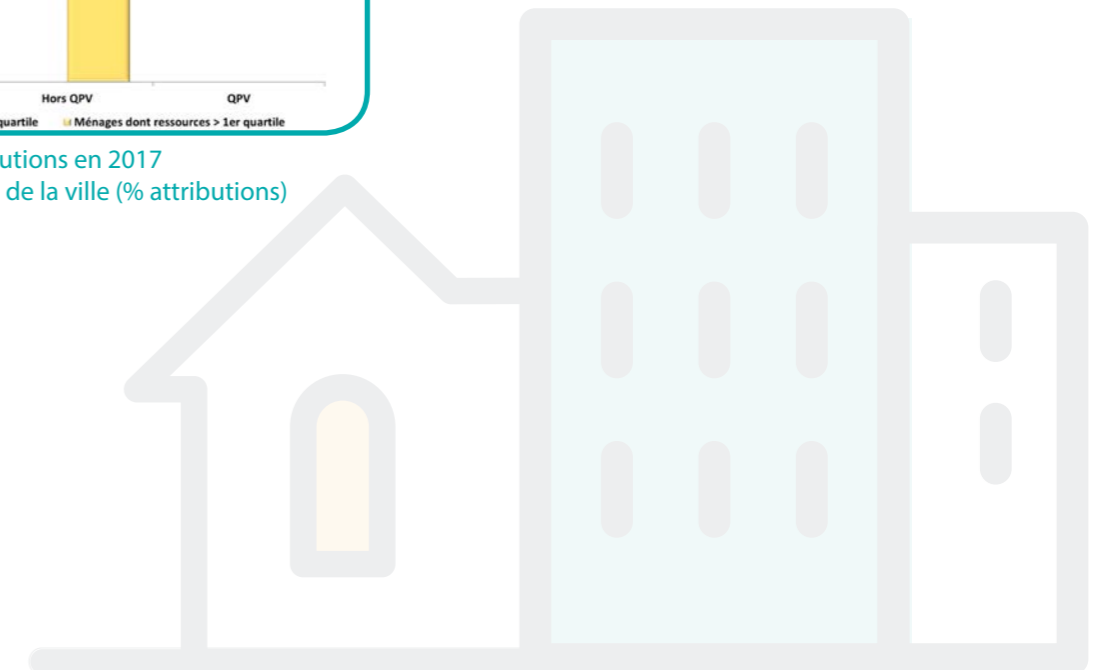 Hors QPV QPV
quartile Ménages dont ressources > 1er quartile
utions en 2017
de la ville (% attributions)